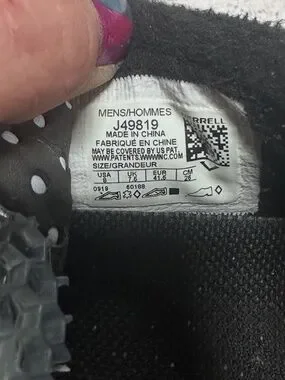 MENS/HOMMES
J49819
MADE IN CHINA
FABRIQUÉ EN CHINE
MAY BE COVERED BY US PAT.
WWW.PATENTS.WWWINC.COM
SIZE/GRANDEUR
USA UK EUR CM
8 7.5 41.5 26
0919 60188
RRELL